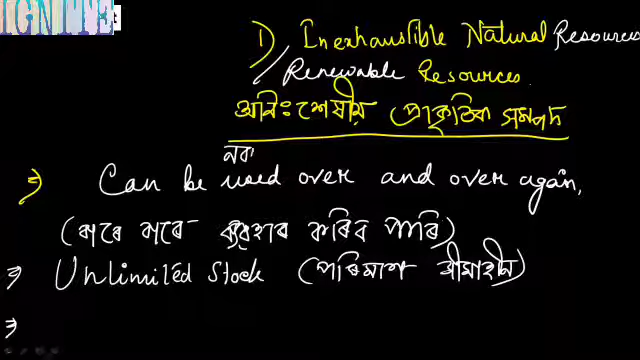 IGNITE
1) Inexhaustible Natural Resources
/ Renewable Resources.
অনিঃশেষীয় প্ৰাকৃতিক সম্পদ
নব
⇒ Can be used over and over again,
(বাৰে বাৰে ব্যৱহাৰ কৰিব পাৰি)
⇒ Unlimited Stock (পৰিমাণ সীমাহীন)
⇒